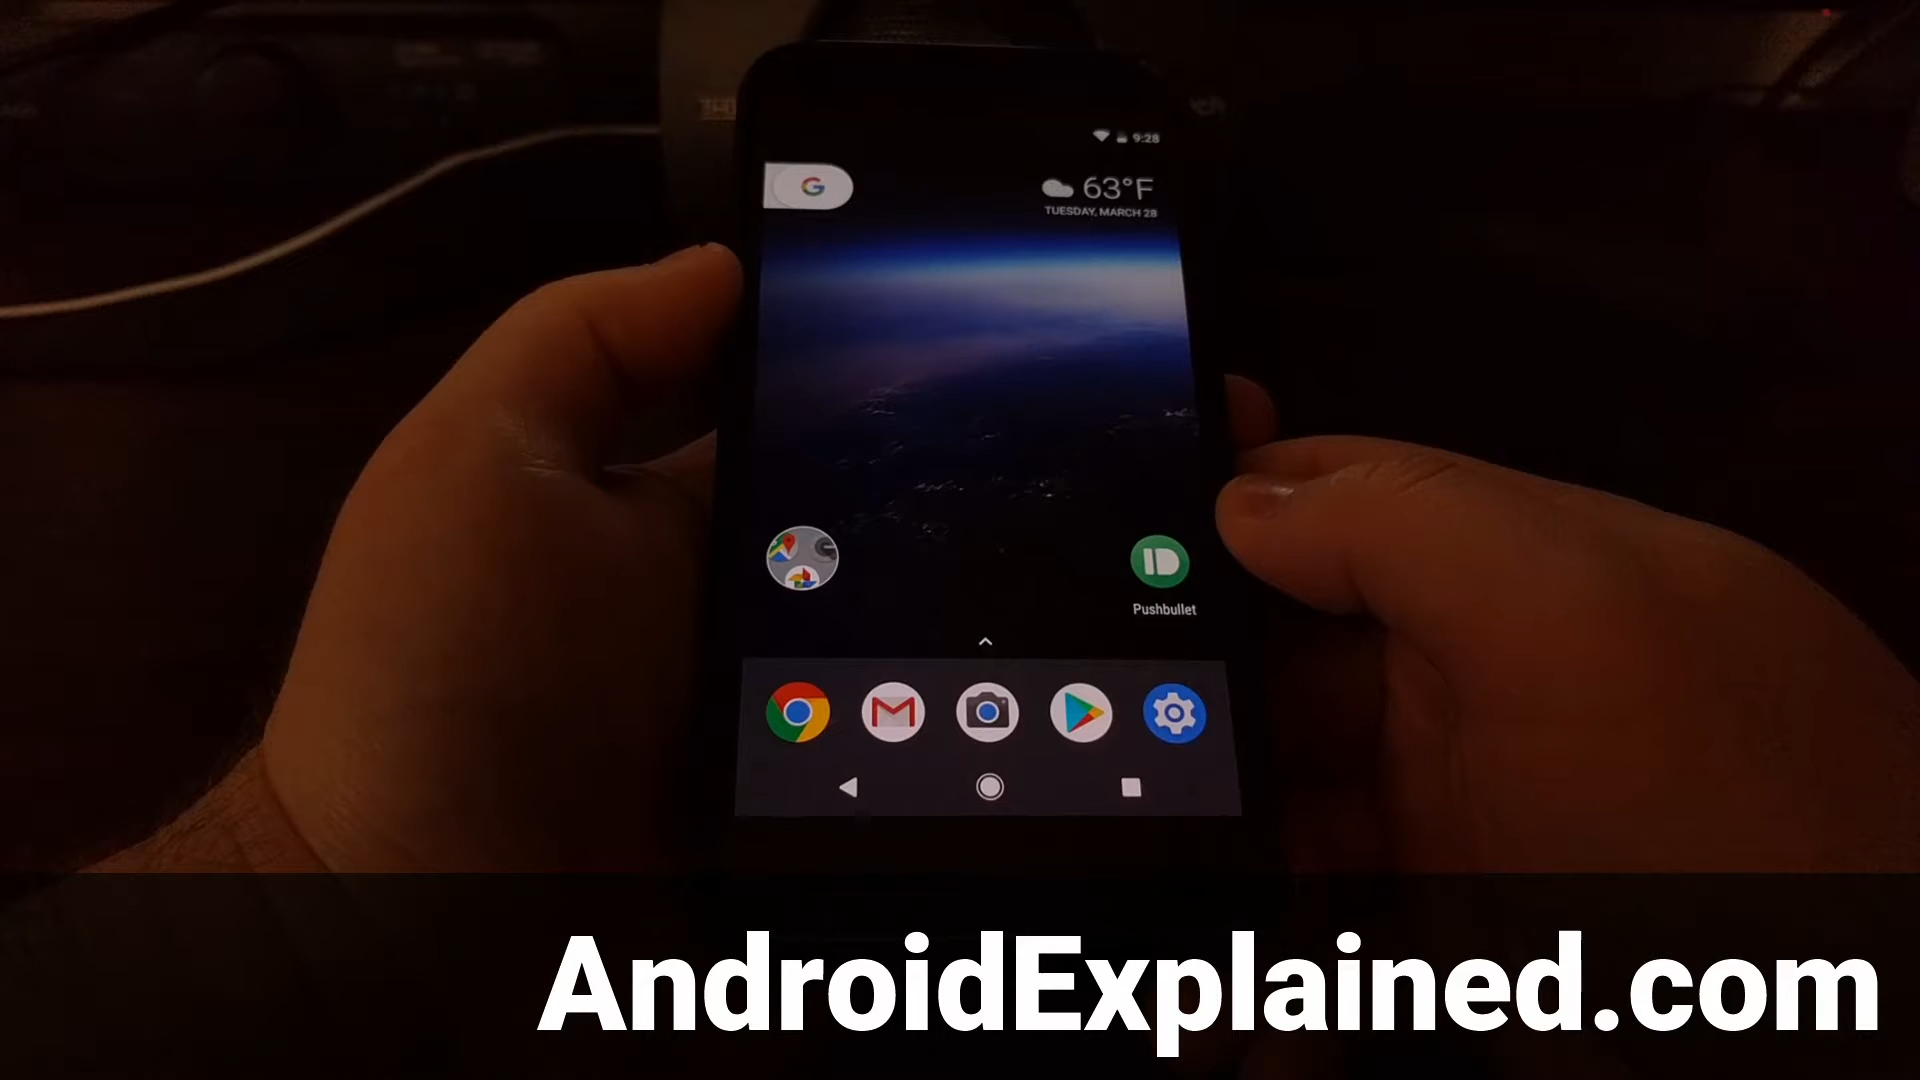 9:28
G
63°F
TUESDAY, MARCH 28
Pushbullet
AndroidExplained.com